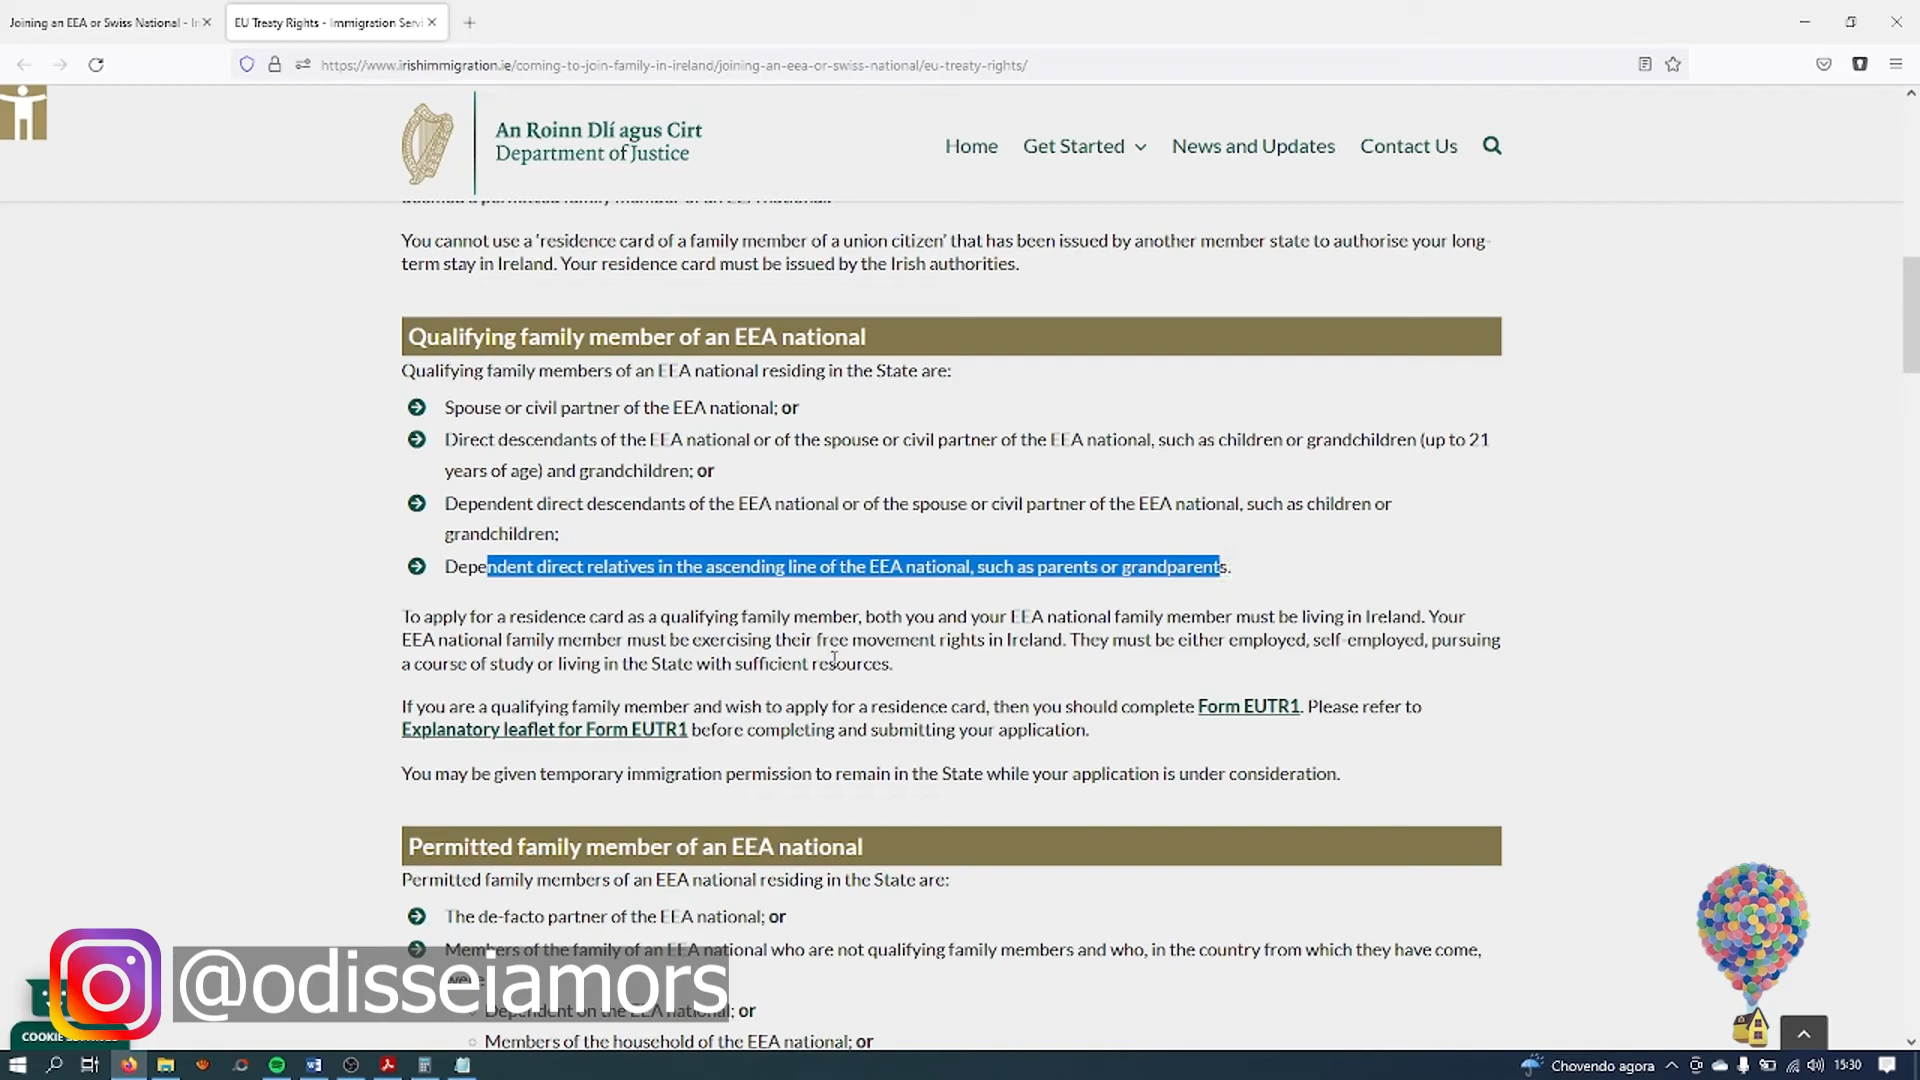 Joining an EEA or Swiss National - Ir
EU Treaty Rights - Immigration Servi
https://www.irishimmigration.ie/coming-to-join-family-in-ireland/joining-an-eea-or-swiss-national/eu-treaty-rights/
An Roinn Dlí agus Cirt
Department of Justice
Home Get Started News and Updates Contact Us
deemed a permitted family member of an EEA national.
You cannot use a ‘residence card of a family member of a union citizen’ that has been issued by another member state to authorise your long-
term stay in Ireland. Your residence card must be issued by the Irish authorities.
Qualifying family member of an EEA national
Qualifying family members of an EEA national residing in the State are:
Spouse or civil partner of the EEA national; or
Direct descendants of the EEA national or of the spouse or civil partner of the EEA national, such as children or grandchildren (up to 21
years of age) and grandchildren; or
Dependent direct descendants of the EEA national or of the spouse or civil partner of the EEA national, such as children or
grandchildren;
Dependent direct relatives in the ascending line of the EEA national, such as parents or grandparents.
To apply for a residence card as a qualifying family member, both you and your EEA national family member must be living in Ireland. Your
EEA national family member must be exercising their free movement rights in Ireland. They must be either employed, self-employed, pursuing
a course of study or living in the State with sufficient resources.
If you are a qualifying family member and wish to apply for a residence card, then you should complete Form EUTR1. Please refer to
Explanatory leaflet for Form EUTR1 before completing and submitting your application.
You may be given temporary immigration permission to remain in the State while your application is under consideration.
Permitted family member of an EEA national
Permitted family members of an EEA national residing in the State are:
The de-facto partner of the EEA national; or
Members of the family of an EEA national who are not qualifying family members and who, in the country from which they have come,
were:
@odisseiamors
Dependent on the EEA national; or
COOKIE
Members of the household of the EEA national; or
Chovendo agora
15:30